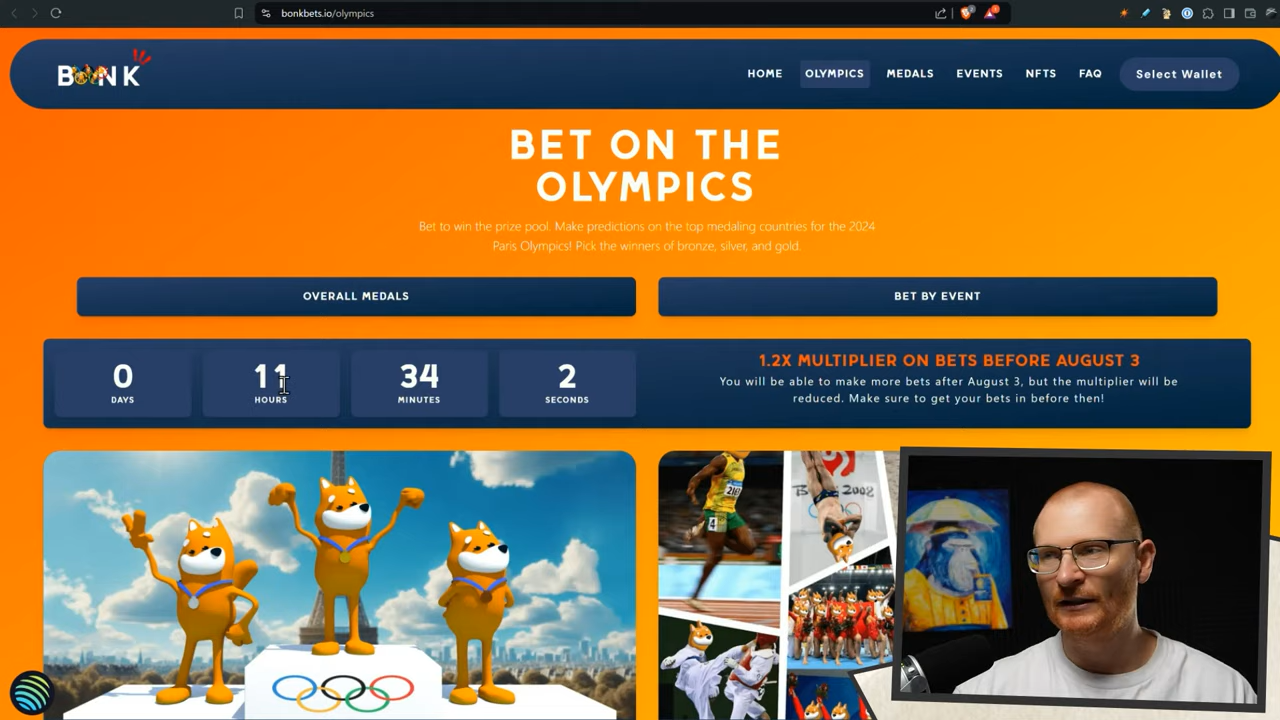 bonkbets.io/olympics
BONK
HOME
OLYMPICS
MEDALS
EVENTS
NFTS
FAQ
Select Wallet
BET ON THE
OLYMPICS
Bet to win the prize pool. Make predictions on the top medaling countries for the 2024
Paris Olympics! Pick the winners of bronze, silver, and gold.
OVERALL MEDALS
BET BY EVENT
0
DAYS
11
HOURS
34
MINUTES
2
SECONDS
1.2X MULTIPLIER ON BETS BEFORE AUGUST 3
You will be able to make more bets after August 3, but the multiplier will be
reduced. Make sure to get your bets in before then!